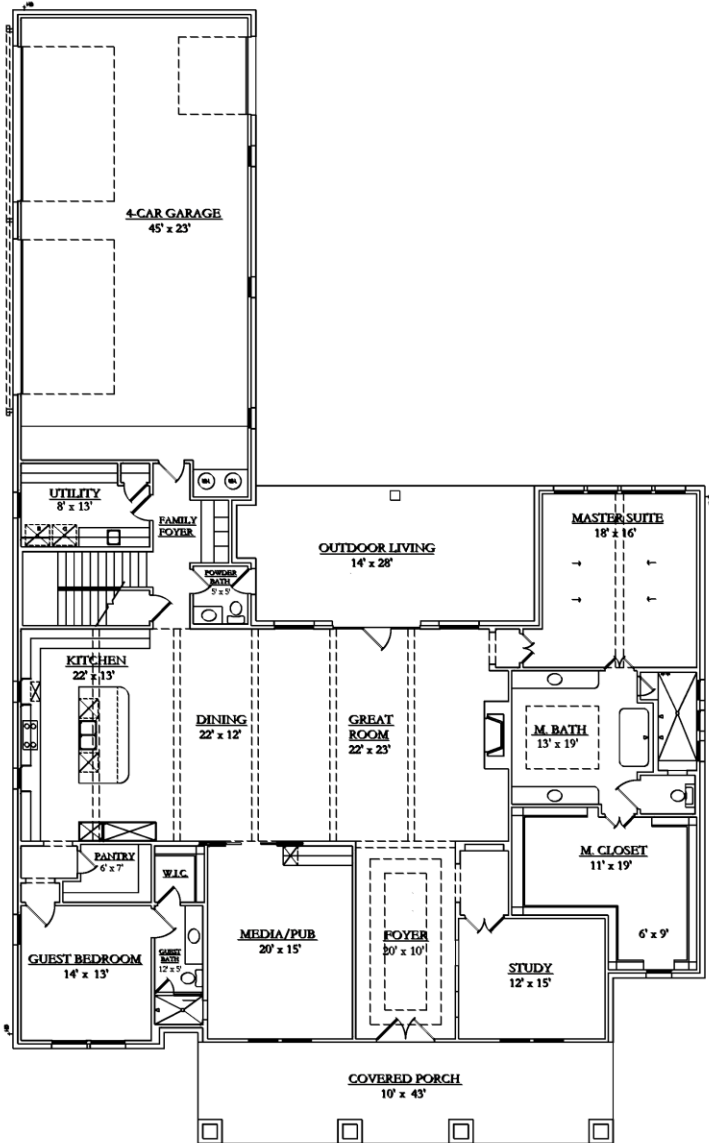 4-CAR GARAGE
45' x 23'
UTILITY
8' x 13'
FAMILY
FOYER
POWDER
BATH
5' x 5'
OUTDOOR LIVING
14' x 28'
MASTER SUITE
18' x 16'
KITCHEN
22' x 13'
DINING
22' x 12'
GREAT
ROOM
22' x 23'
M. BATH
13' x 19'
PANTRY
6' x 7'
W.I.C.
M. CLOSET
11' x 19'
6' x 9'
GUEST BEDROOM
14' x 13'
GUEST
BATH
12' x 5'
MEDIA/PUB
20' x 15'
FOYER
20' x 10'
STUDY
12' x 15'
COVERED PORCH
10' x 43'